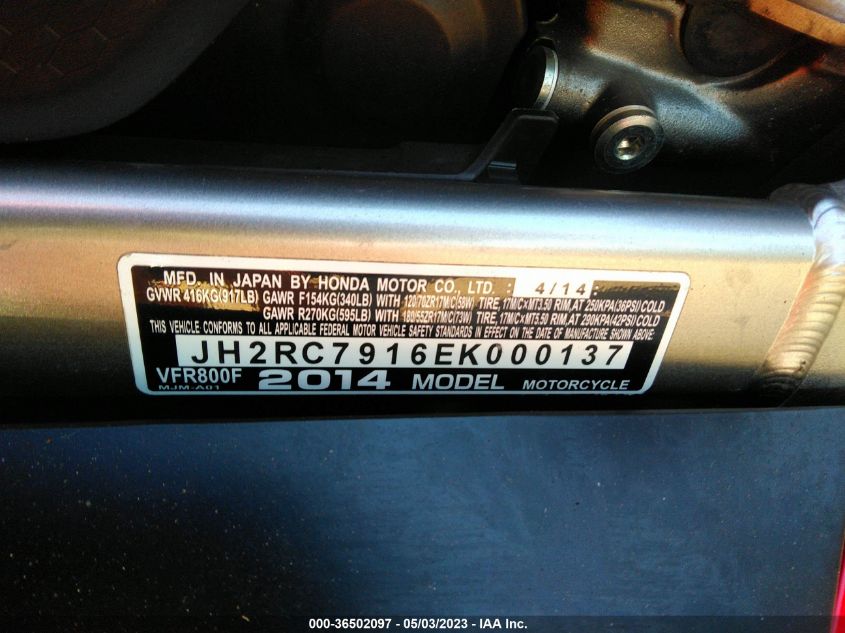 MFD. IN JAPAN BY HONDA MOTOR CO., LTD. : 4/14 :
GVWR 416KG(917LB) GAWR F154KG(340LB) WITH 120/70ZR17M/C(58W) TIRE, 17M/C×MT3.50 RIM, AT 250KPA(36PSI) COLD
GAWR R270KG(595LB) WITH 180/55ZR17M/C(73W) TIRE, 17M/C×MT5.50 RIM, AT 250KPA(42PSI) COLD
THIS VEHICLE CONFORMS TO ALL APPLICABLE FEDERAL MOTOR VEHICLE SAFETY STANDARDS IN EFFECT ON THE DATE OF MANUFACTURE SHOWN ABOVE.
JH2RC7916EK000137
VFR800F 2014 MODEL MOTORCYCLE
MJM-A01
000-36502097 - 05/03/2023 - IAA Inc.